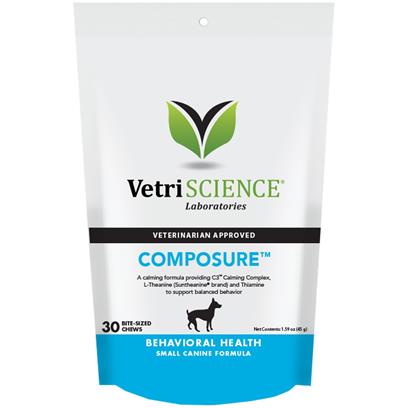 VetriSCIENCE®
Laboratories
VETERINARIAN APPROVED
COMPOSURE™
A calming formula providing C3™ Calming Complex,
L-Theanine (Suntheanine® brand) and Thiamine
to support balanced behavior
30 BITE-SIZED
CHEWS
Net Contents: 1.59 oz (45 g)
BEHAVIORAL HEALTH
SMALL CANINE FORMULA